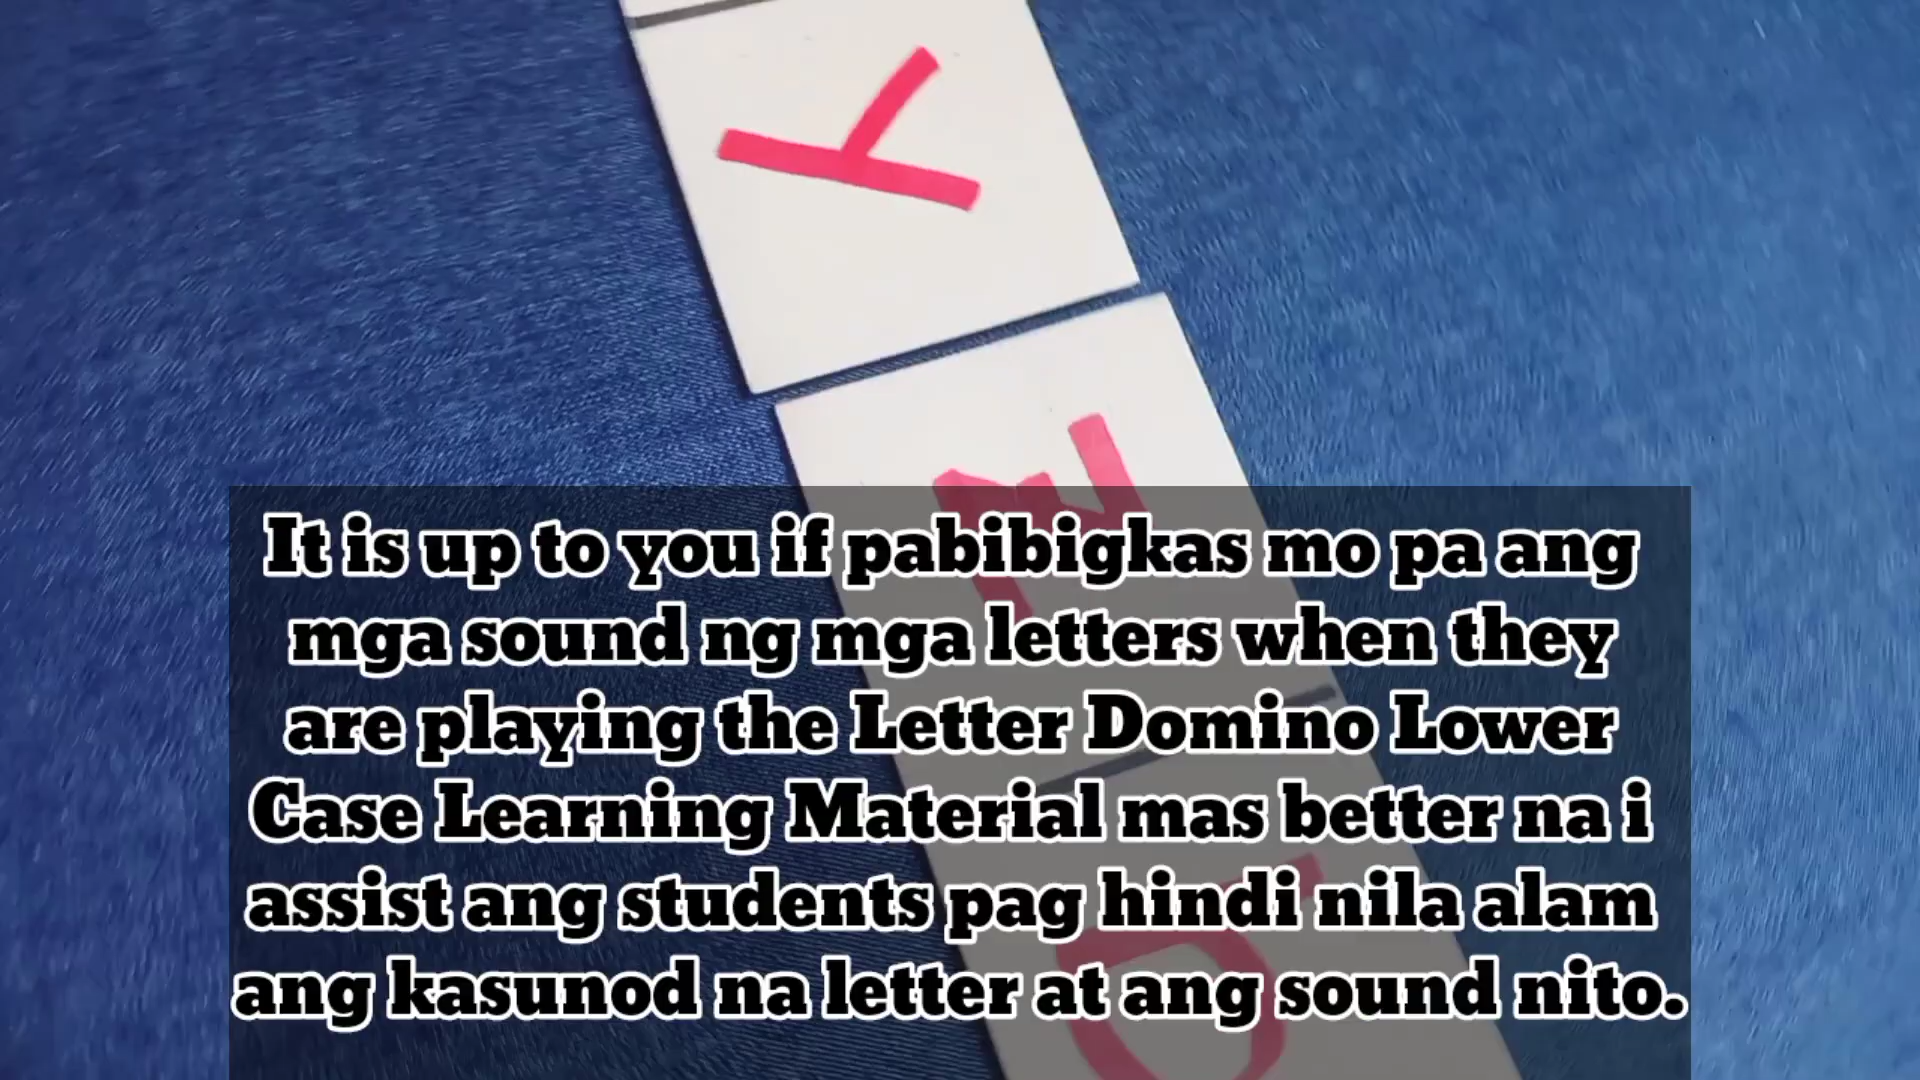 y
z
a
It is up to you if pabibigkas mo pa ang
mga sound ng mga letters when they
are playing the Letter Domino Lower
Case Learning Material mas better na i
assist ang students pag hindi nila alam
ang kasunod na letter at ang sound nito.